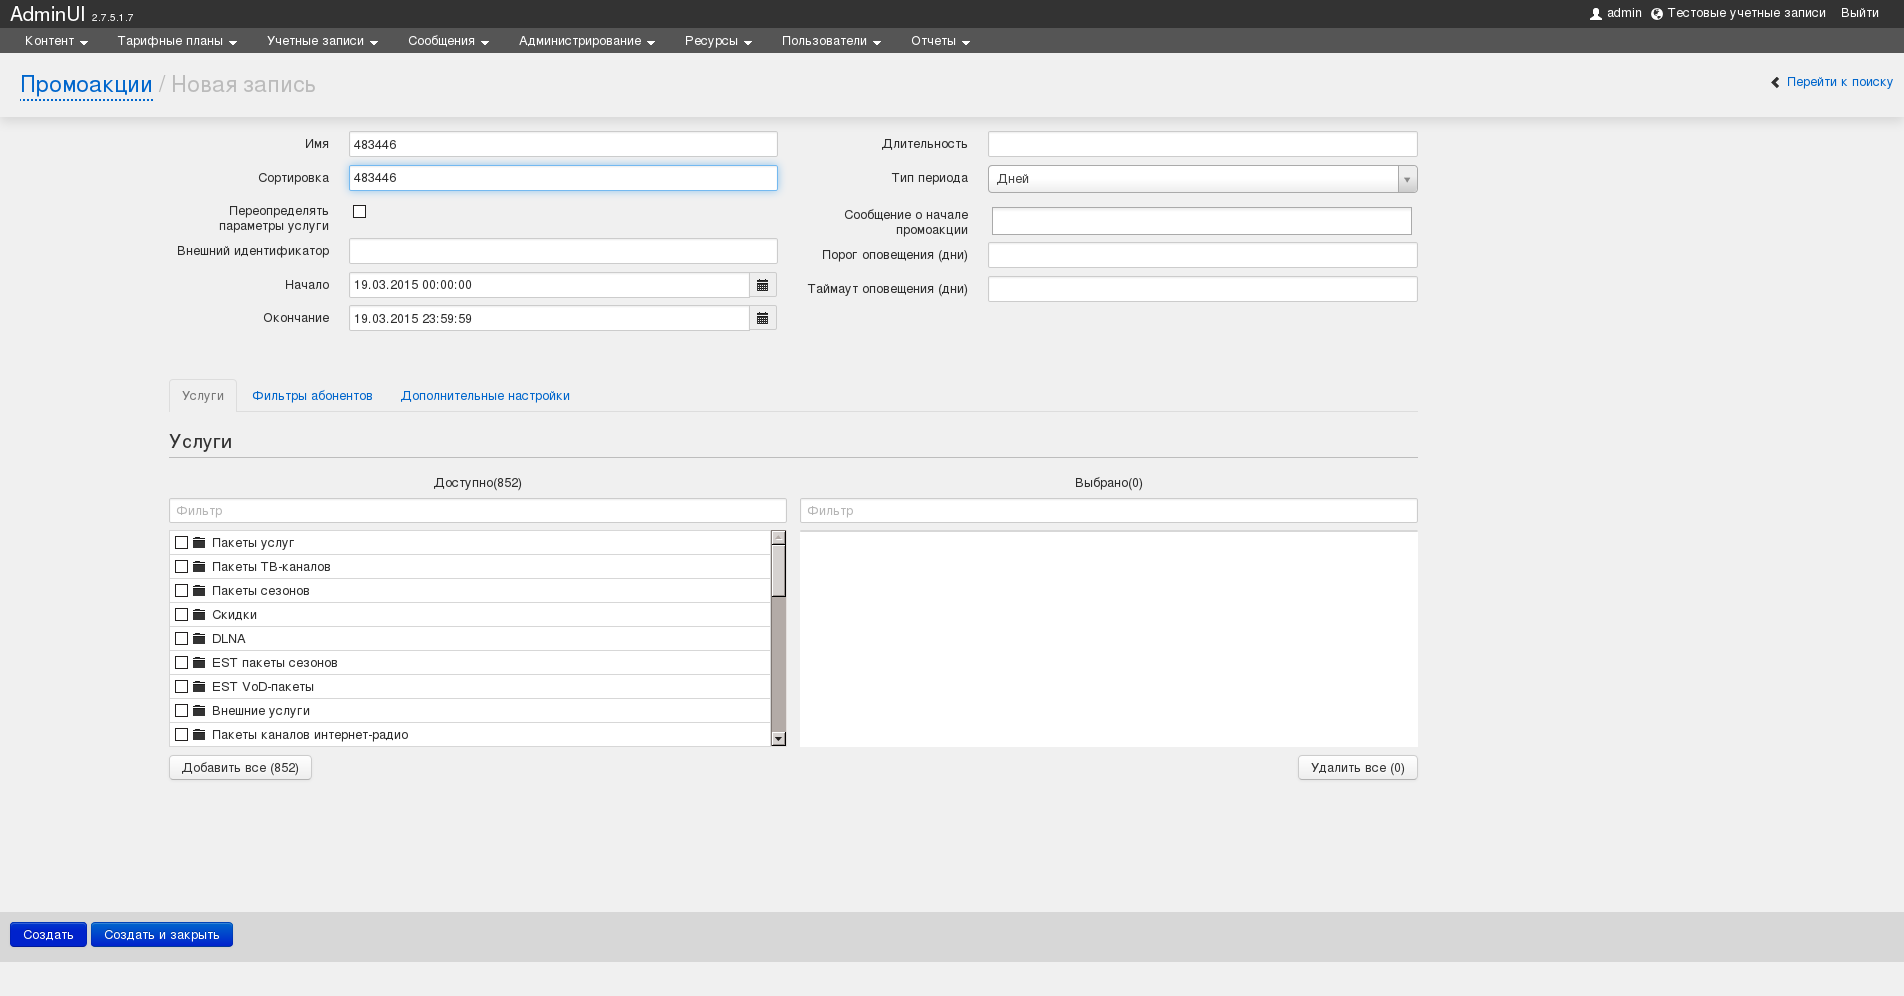 AdminUI 2.7.5.1.7
admin Тестовые учетные записи Выйти
Контент Тарифные планы Учетные записи Сообщения Администрирование Ресурсы Пользователи Отчеты
Промоакции / Новая запись
Перейти к поиску
Имя 483446
Сортировка 483446
Переопределять
параметры услуги
Внешний идентификатор
Начало 19.03.2015 00:00:00
Окончание 19.03.2015 23:59:59
Длительность
Тип периода Дней
Сообщение о начале
промоакции
Порог оповещения (дни)
Таймаут оповещения (дни)
Услуги Фильтры абонентов Дополнительные настройки
Услуги
Доступно(852)
Фильтр
Пакеты услуг
Пакеты ТВ-каналов
Пакеты сезонов
Скидки
DLNA
EST пакеты сезонов
EST VoD-пакеты
Внешние услуги
Пакеты каналов интернет-радио
Добавить все (852)
Выбрано(0)
Фильтр
Удалить все (0)
Создать Создать и закрыть